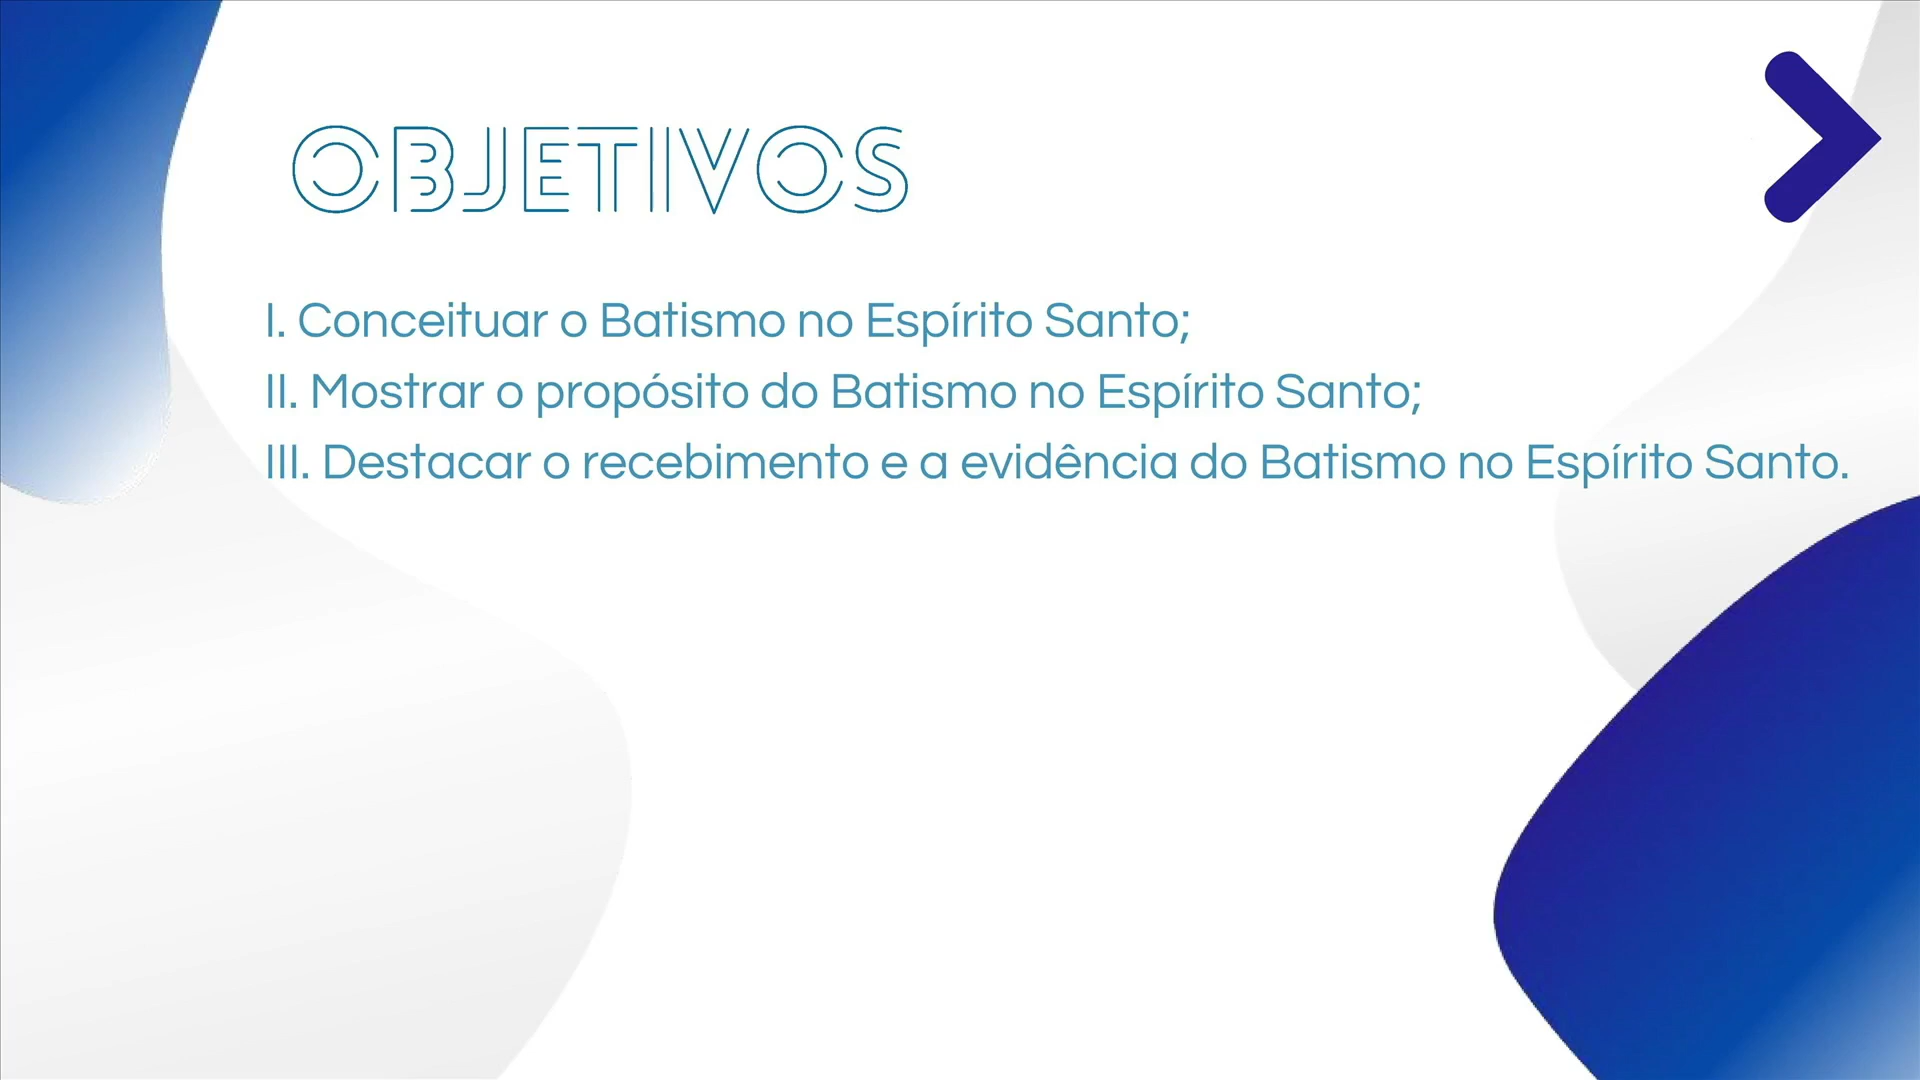 OBJETIVOS
I. Conceituar o Batismo no Espírito Santo;
II. Mostrar o propósito do Batismo no Espírito Santo;
III. Destacar o recebimento e a evidência do Batismo no Espírito Santo.